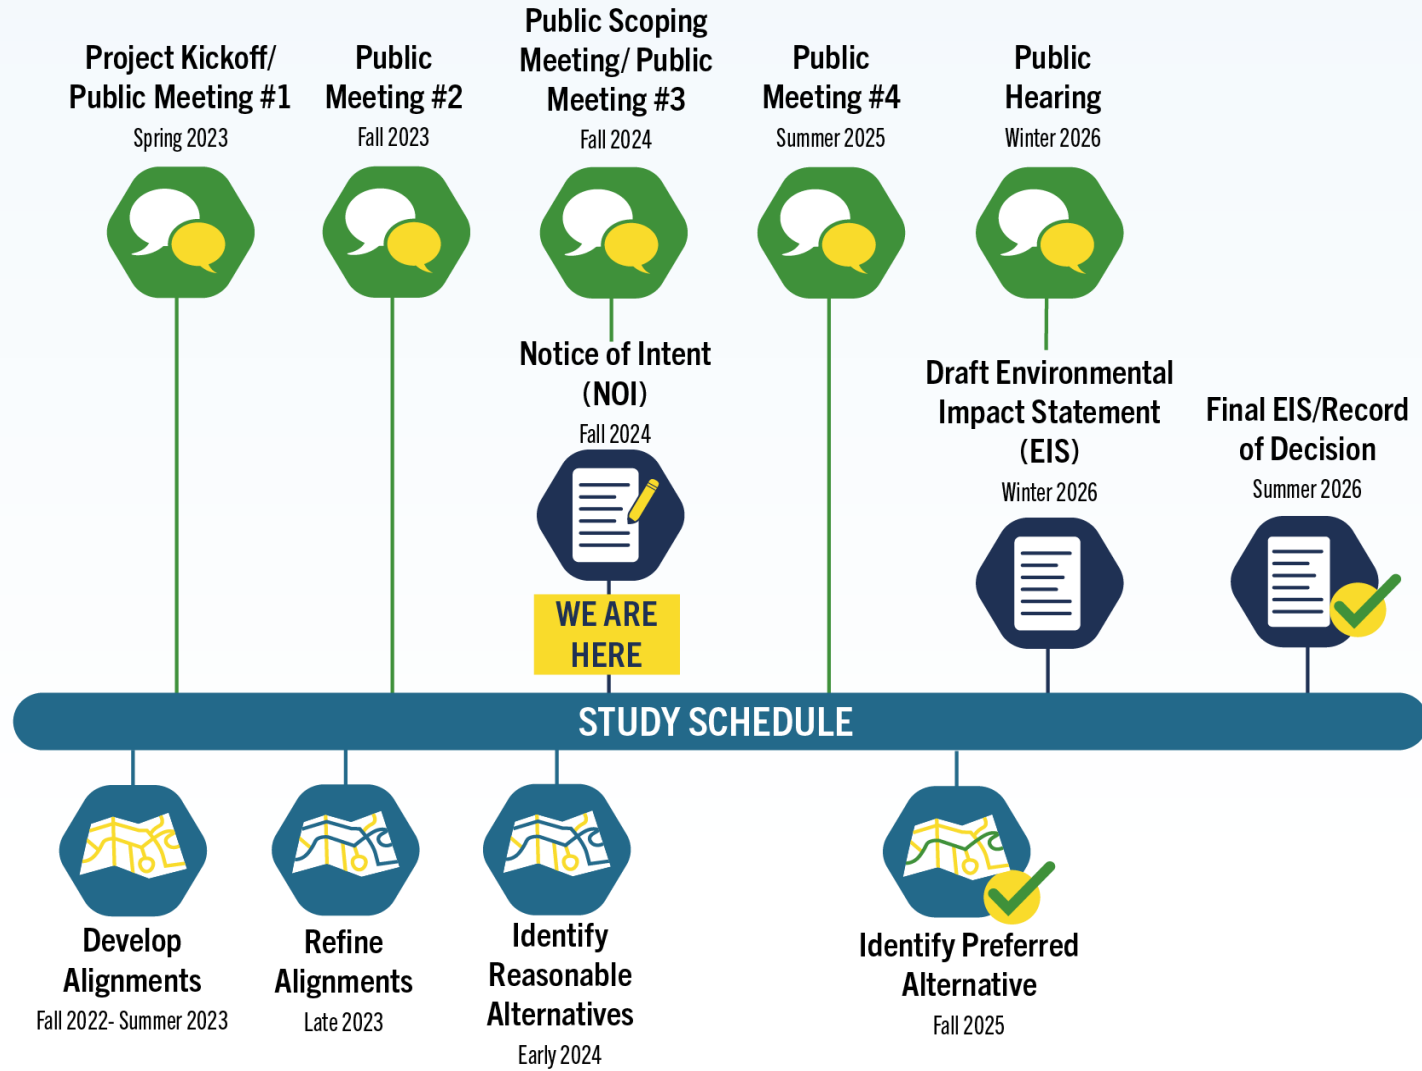 Project Kickoff/
Public Meeting #1
Spring 2023
Public
Meeting #2
Fall 2023
Public Scoping
Meeting/ Public
Meeting #3
Fall 2024
Public
Meeting #4
Summer 2025
Public
Hearing
Winter 2026
Notice of Intent
(NOI)
Fall 2024
Draft Environmental
Impact Statement
(EIS)
Winter 2026
Final EIS/Record
of Decision
Summer 2026
WE ARE
HERE
STUDY SCHEDULE
Develop
Alignments
Fall 2022- Summer 2023
Refine
Alignments
Late 2023
Identify
Reasonable
Alternatives
Early 2024
Identify Preferred
Alternative
Fall 2025